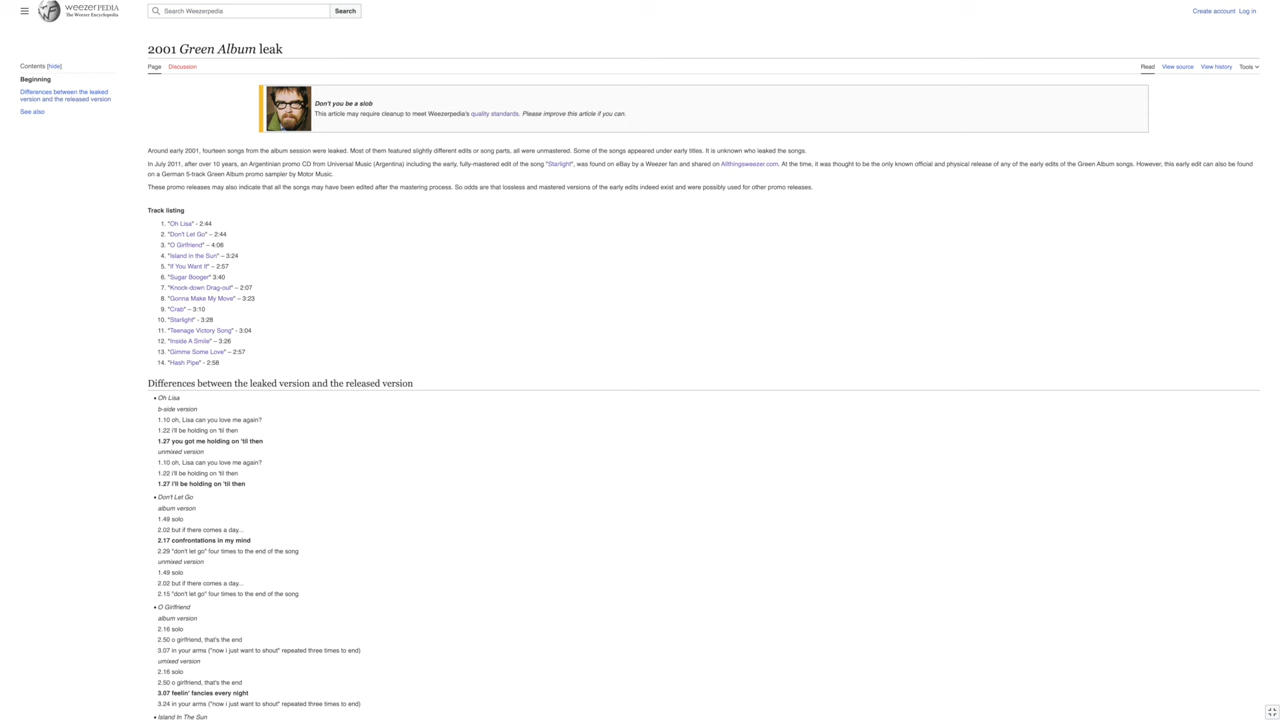 WEEZERPEDIA
The Weezer Encyclopedia
Search Weezerpedia
Search
Create account Log in
2001 Green Album leak
Contents [hide]
Beginning
Differences between the leaked
version and the released version
See also
Page Discussion
Read View source View history Tools
Don't you be a slob
This article may require cleanup to meet Weezerpedia's quality standards. Please improve this article if you can.
Around early 2001, fourteen songs from the album session were leaked. Most of them featured slightly different edits or song parts, all were unmastered. Some of the songs appeared under early titles. It is unknown who leaked the songs.
In July 2011, after over 10 years, an Argentinian promo CD from Universal Music (Argentina) including the early, fully-mastered edit of the song "Starlight", was found on eBay by a Weezer fan and shared on Allthingsweezer.com. At the time, it was thought to be the only known official and physical release of any of the early edits of the Green Album songs. However, this early edit can also be found
on a German 5-track Green Album promo sampler by Motor Music.
These promo releases may also indicate that all the songs may have been edited after the mastering process. So odds are that lossless and mastered versions of the early edits indeed exist and were possibly used for other promo releases.
Track listing
1. "Oh Lisa" - 2:44
2. "Don't Let Go" – 2:44
3. "O Girlfriend" – 4:06
4. "Island in the Sun" – 3:24
5. "If You Want It" – 2:57
6. "Sugar Booger" 3:40
7. "Knock-down Drag-out" – 2:07
8. "Gonna Make My Move" – 3:23
9. "Crab" – 3:10
10. "Starlight" - 3:28
11. "Teenage Victory Song" - 3:04
12. "Inside A Smile" – 3:26
13. "Gimme Some Love" – 2:57
14. "Hash Pipe" - 2:58
Differences between the leaked version and the released version
• Oh Lisa
b-side version
1.10 oh, Lisa can you love me again?
1.22 i'll be holding on 'til then
1.27 you got me holding on 'til then
unmixed version
1.10 oh, Lisa can you love me again?
1.22 i'll be holding on 'til then
1.27 i'll be holding on 'til then
• Don't Let Go
album verson
1.49 solo
2.02 but if there comes a day...
2.17 confrontations in my mind
2.29 "don't let go" four times to the end of the song
unmixed version
1.49 solo
2.02 but if there comes a day...
2.15 "don't let go" four times to the end of the song
• O Girlfriend
album version
2.16 solo
2.50 o girlfriend, that's the end
3.07 in your arms ("now i just want to shout" repeated three times to end)
umixed version
2.16 solo
2.50 o girlfriend, that's the end
3.07 feelin' fancies every night
3.24 in your arms ("now i just want to shout" repeated three times to end)
• Island In The Sun